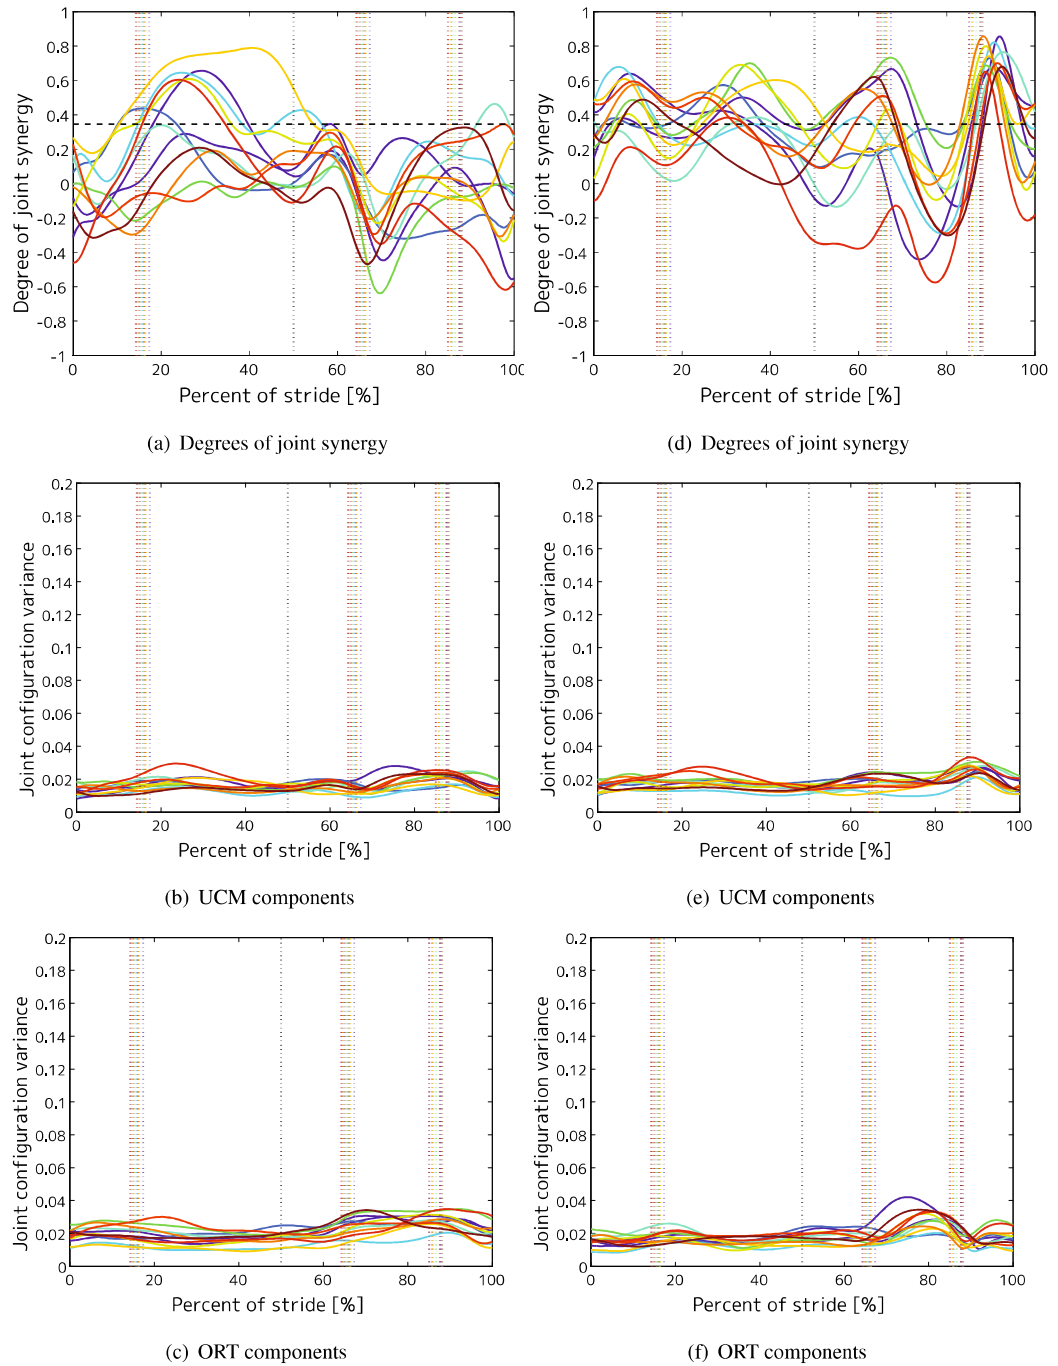 1
0.8
0.6
0.4
0.2
0
-0.2
-0.4
-0.6
-0.8
-1
Degree of joint synergy
0 20 40 60 80 100
Percent of stride [%]
(a) Degrees of joint synergy
1
0.8
0.6
0.4
0.2
0
-0.2
-0.4
-0.6
-0.8
-1
Degree of joint synergy
0 20 40 60 80 100
Percent of stride [%]
(d) Degrees of joint synergy
0.2
0.18
0.16
0.14
0.12
0.1
0.08
0.06
0.04
0.02
0
Joint configuration variance
0 20 40 60 80 100
Percent of stride [%]
(b) UCM components
0.2
0.18
0.16
0.14
0.12
0.1
0.08
0.06
0.04
0.02
0
Joint configuration variance
0 20 40 60 80 100
Percent of stride [%]
(e) UCM components
0.2
0.18
0.16
0.14
0.12
0.1
0.08
0.06
0.04
0.02
0
Joint configuration variance
0 20 40 60 80 100
Percent of stride [%]
(c) ORT components
0.2
0.18
0.16
0.14
0.12
0.1
0.08
0.06
0.04
0.02
0
Joint configuration variance
0 20 40 60 80 100
Percent of stride [%]
(f) ORT components